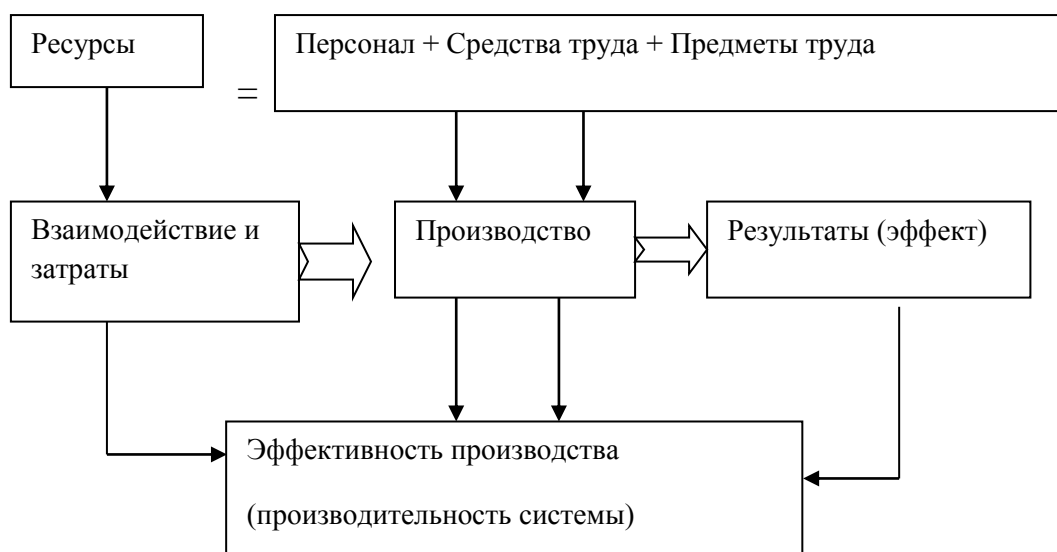 Ресурсы
=
Персонал + Средства труда + Предметы труда
Взаимодействие и
затраты
Производство
Результаты (эффект)
Эффективность производства
(производительность системы)